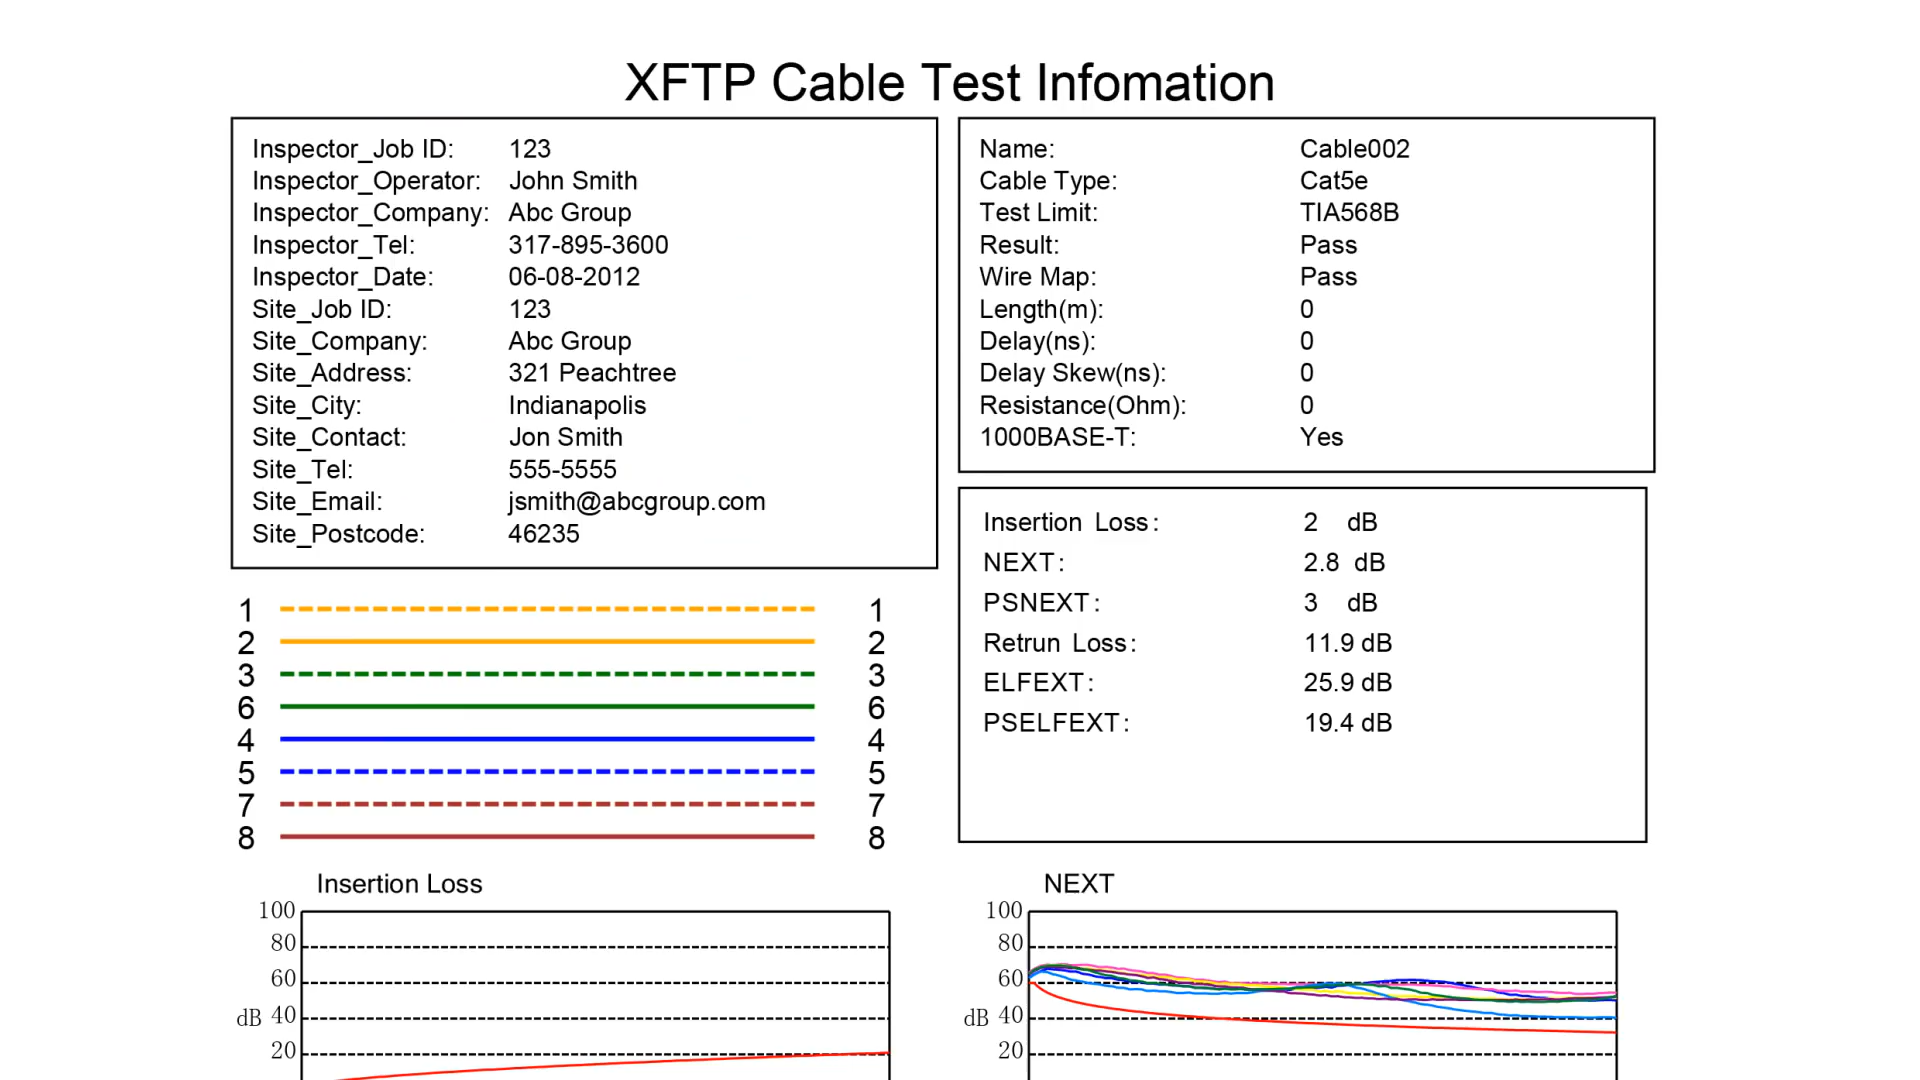 XFTP Cable Test Infomation
Inspector_Job ID: 123
Inspector_Operator: John Smith
Inspector_Company: Abc Group
Inspector_Tel: 317-895-3600
Inspector_Date: 06-08-2012
Site_Job ID: 123
Site_Company: Abc Group
Site_Address: 321 Peachtree
Site_City: Indianapolis
Site_Contact: Jon Smith
Site_Tel: 555-5555
Site_Email: jsmith@abcgroup.com
Site_Postcode: 46235
Name: Cable002
Cable Type: Cat5e
Test Limit: TIA568B
Result: Pass
Wire Map: Pass
Length(m): 0
Delay(ns): 0
Delay Skew(ns): 0
Resistance(Ohm): 0
1000BASE-T: Yes
Insertion Loss: 2 dB
NEXT: 2.8 dB
PSNEXT: 3 dB
Retrun Loss: 11.9 dB
ELFEXT: 25.9 dB
PSELFEXT: 19.4 dB
1 1
2 2
3 3
6 6
4 4
5 5
7 7
8 8
Insertion Loss
100
80
60
dB 40
20
NEXT
100
80
60
dB 40
20